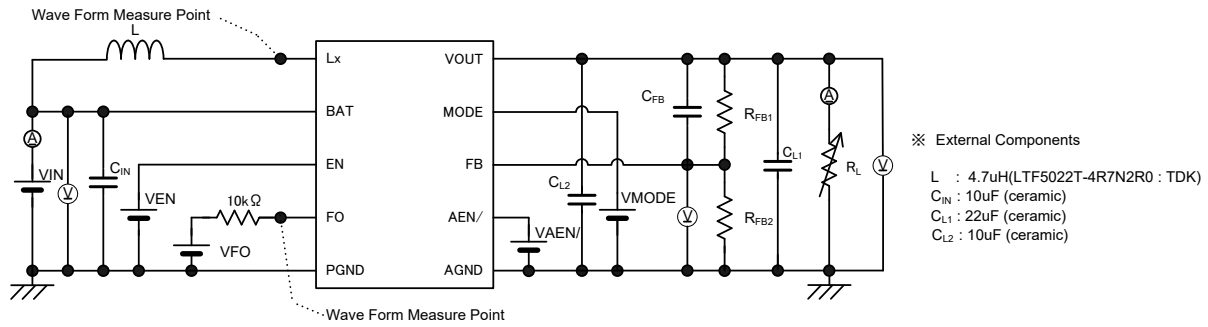 Wave Form Measure Point
L
Lx
BAT
EN
FO
PGND
VOUT
MODE
FB
AEN/
AGND
A
VIN
V
CIN
VEN
10kΩ
VFO
Wave Form Measure Point
CFB
RFB1
CL2
VMODE
VAEN/
V
RFB2
CL1
A
RL
V
※ External Components
L : 4.7uH(LTF5022T-4R7N2R0 : TDK)
CIN : 10uF (ceramic)
CL1 : 22uF (ceramic)
CL2 : 10uF (ceramic)